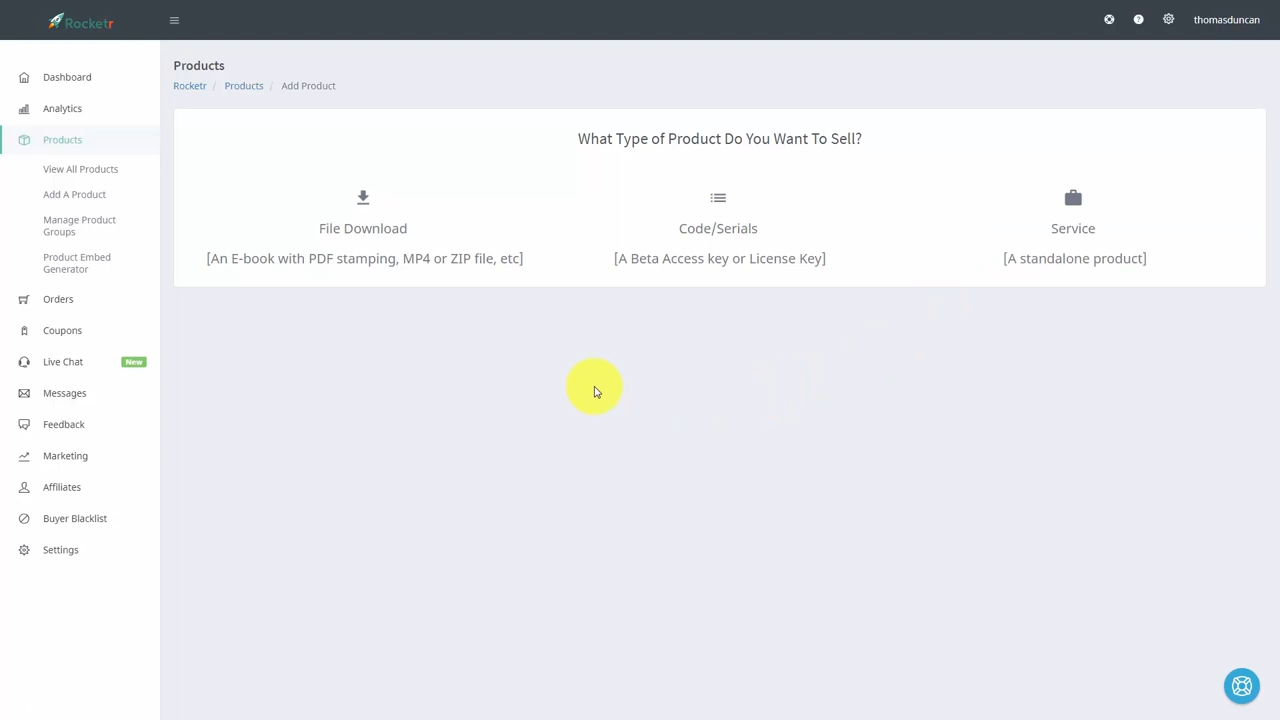 Rocketr
thomasduncan
Dashboard
Analytics
Products
View All Products
Add A Product
Manage Product
Groups
Product Embed
Generator
Orders
Coupons
Live Chat New
Messages
Feedback
Marketing
Affiliates
Buyer Blacklist
Settings
Products
Rocketr / Products / Add Product
What Type of Product Do You Want To Sell?
File Download
[An E-book with PDF stamping, MP4 or ZIP file, etc]
Code/Serials
[A Beta Access key or License Key]
Service
[A standalone product]